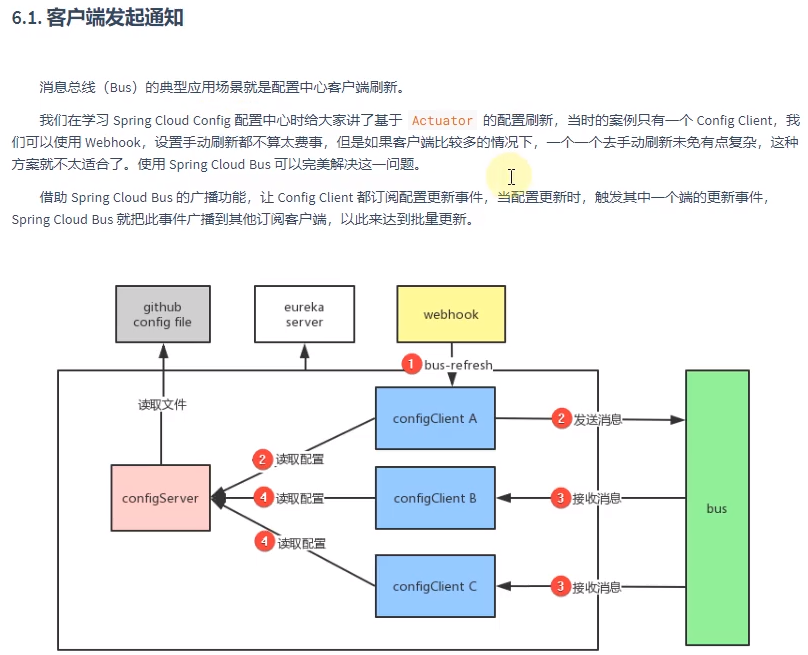 6.1. 客户端发起通知
消息总线（Bus）的典型应用场景就是配置中心客户端刷新。
我们在学习 Spring Cloud Config 配置中心时给大家讲了基于 Actuator 的配置刷新，当时的案例只有一个 Config Client，我
们可以使用 Webhook，设置手动刷新都不算太费事，但是如果客户端比较多的情况下，一个一个去手动刷新未免有点复杂，这种
方案就不太适合了。使用 Spring Cloud Bus 可以完美解决这一问题。
借助 Spring Cloud Bus 的广播功能，让 Config Client 都订阅配置更新事件，当配置更新时，触发其中一个端的更新事件，
Spring Cloud Bus 就把此事件广播到其他订阅客户端，以此来达到批量更新。
github
config file
eureka
server
webhook
1 bus-refresh
读取文件
configClient A
2 发送消息
2 读取配置
configServer
4 读取配置
configClient B
3 接收消息
bus
4 读取配置
configClient C
3 接收消息